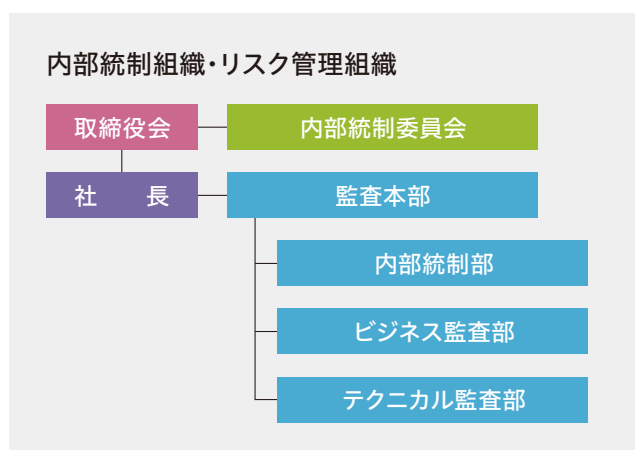 内部統制組織・リスク管理組織
取締役会
内部統制委員会
社　　長
監査本部
内部統制部
ビジネス監査部
テクニカル監査部